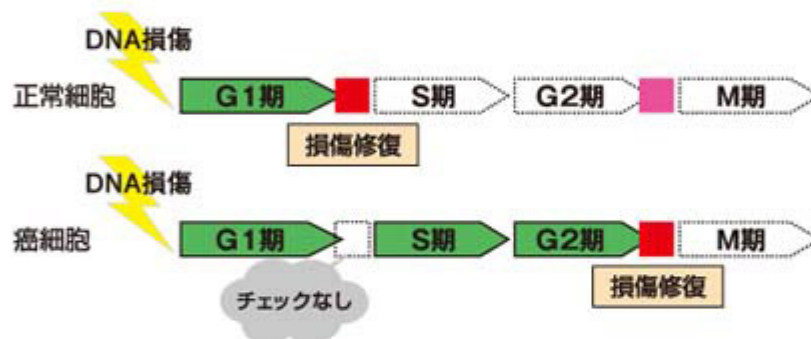 DNA損傷
正常細胞
G1期
S期
G2期
M期
損傷修復
DNA損傷
癌細胞
G1期
S期
G2期
M期
チェックなし
損傷修復